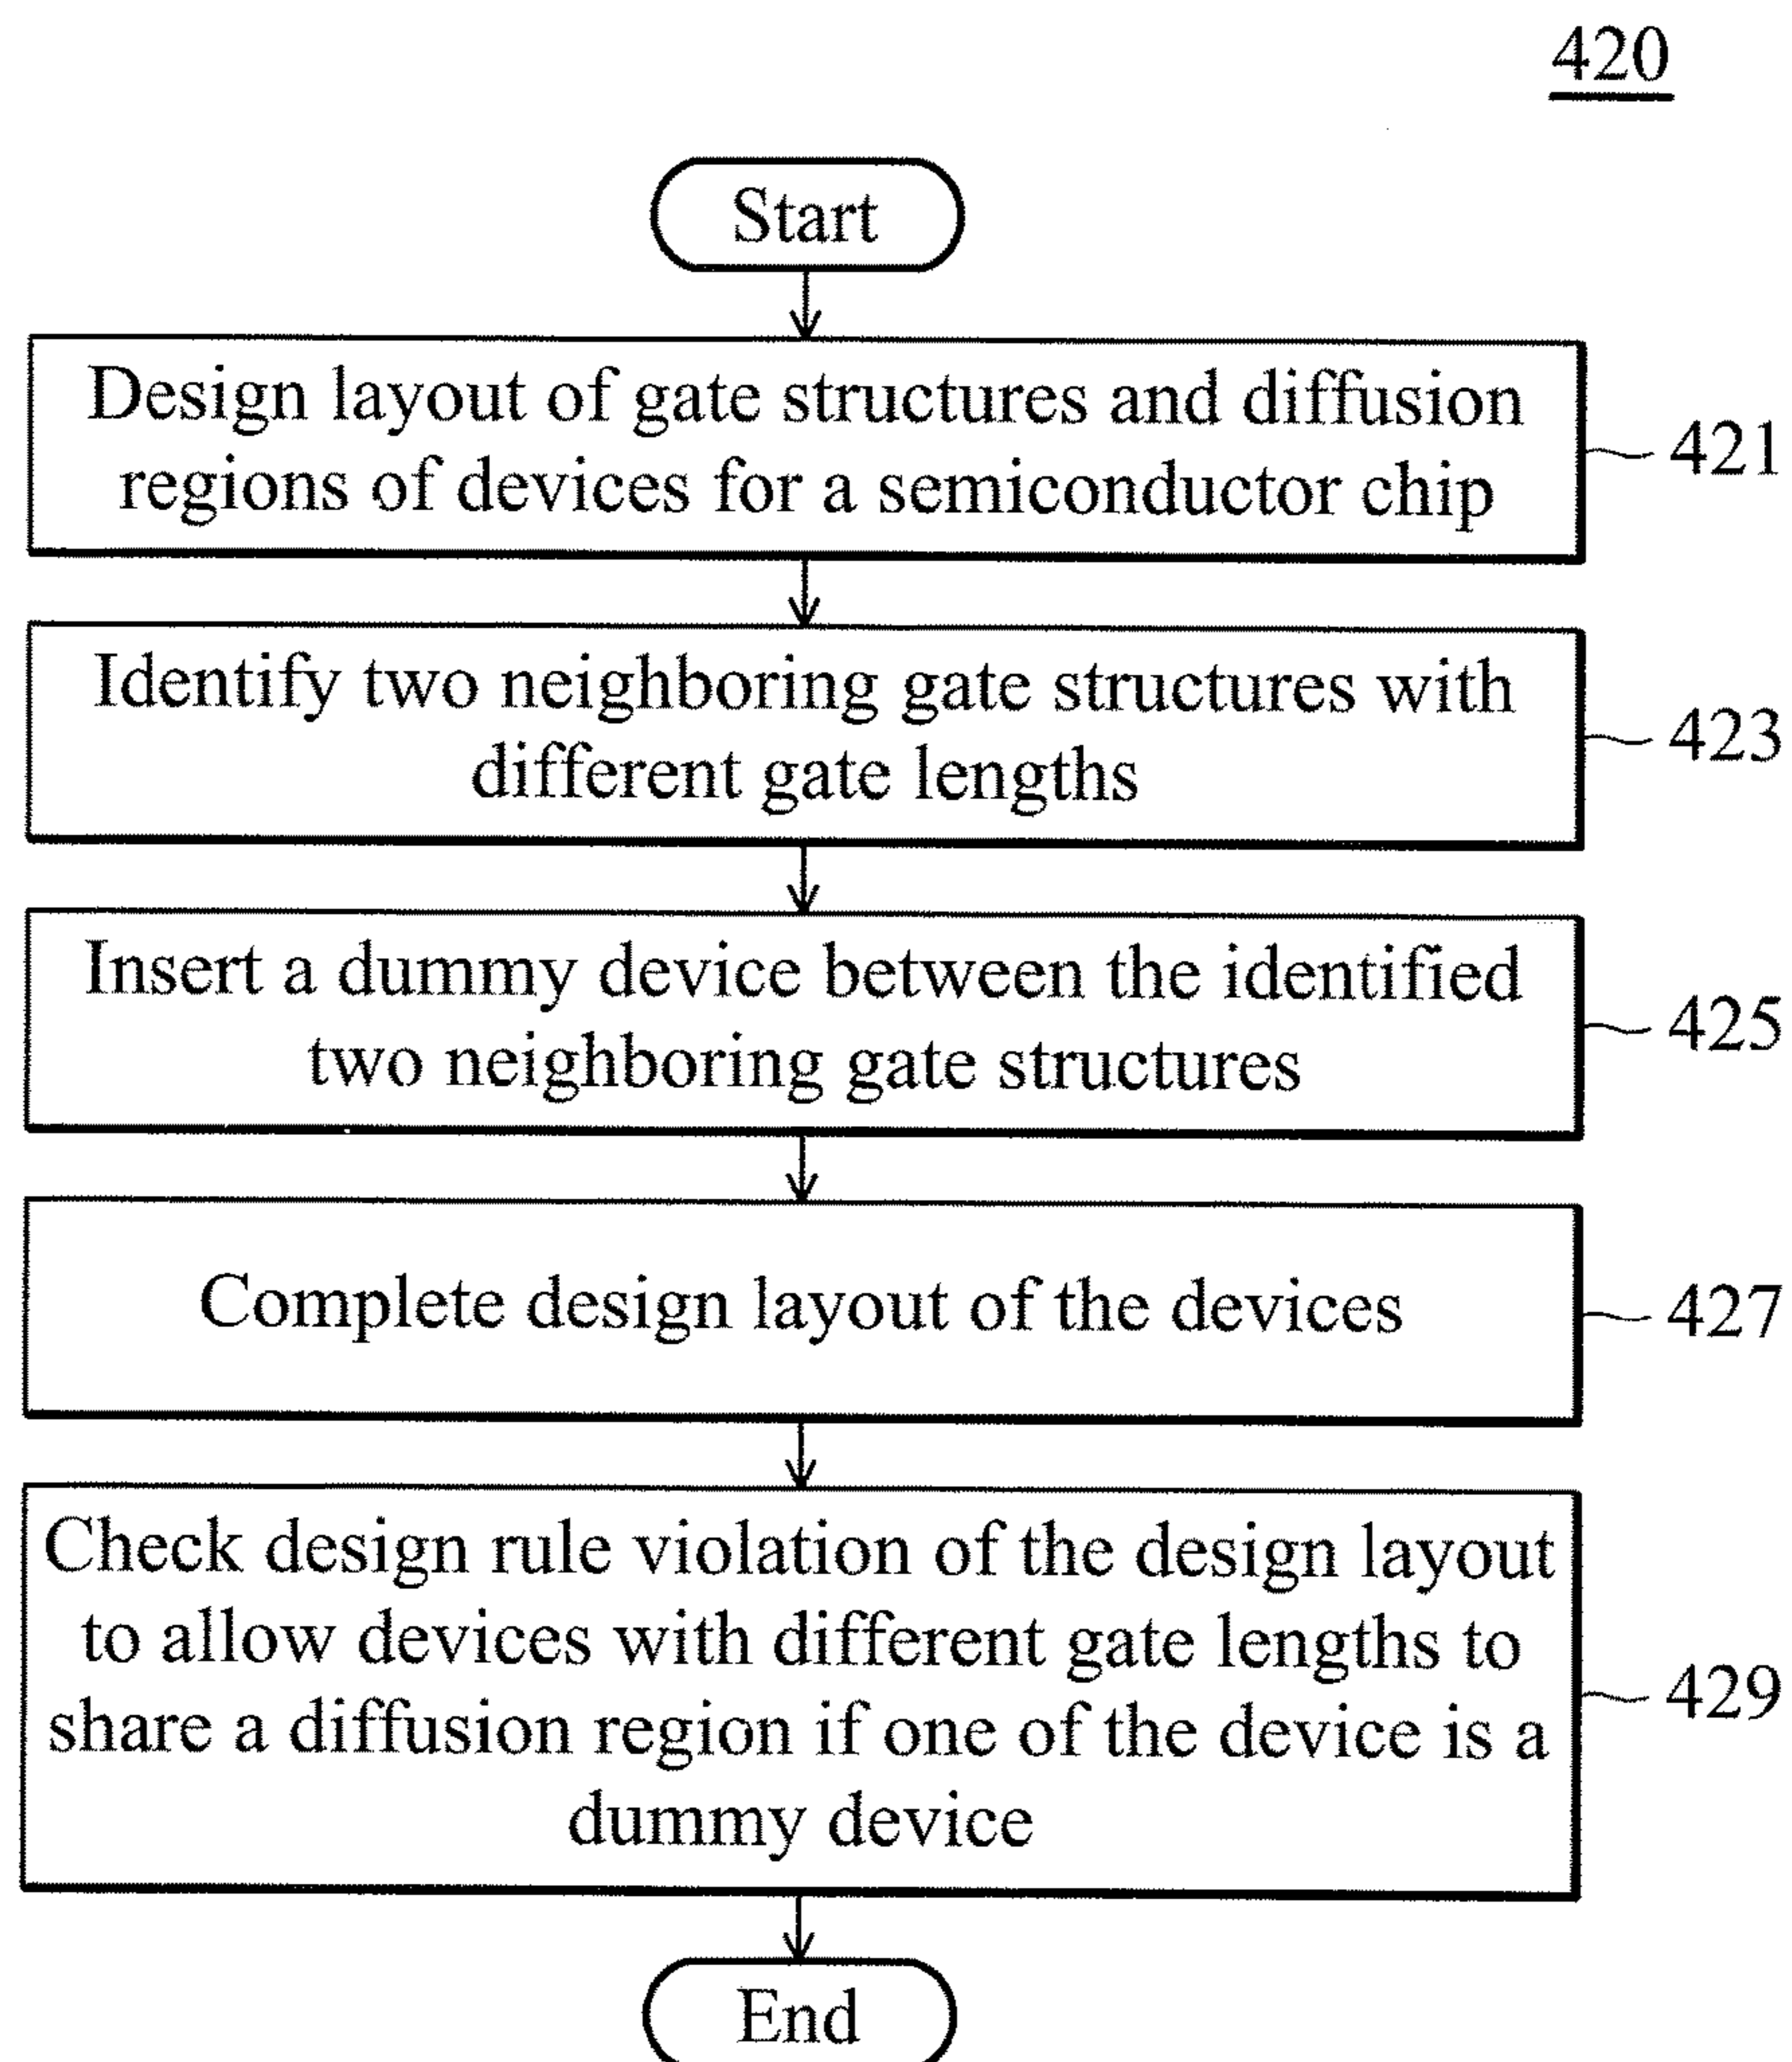 420
Start
Design layout of gate structures and diffusion
regions of devices for a semiconductor chip
421
Identify two neighboring gate structures with
different gate lengths
423
Insert a dummy device between the identified
two neighboring gate structures
425
Complete design layout of the devices
427
Check design rule violation of the design layout
to allow devices with different gate lengths to
share a diffusion region if one of the device is a
dummy device
429
End